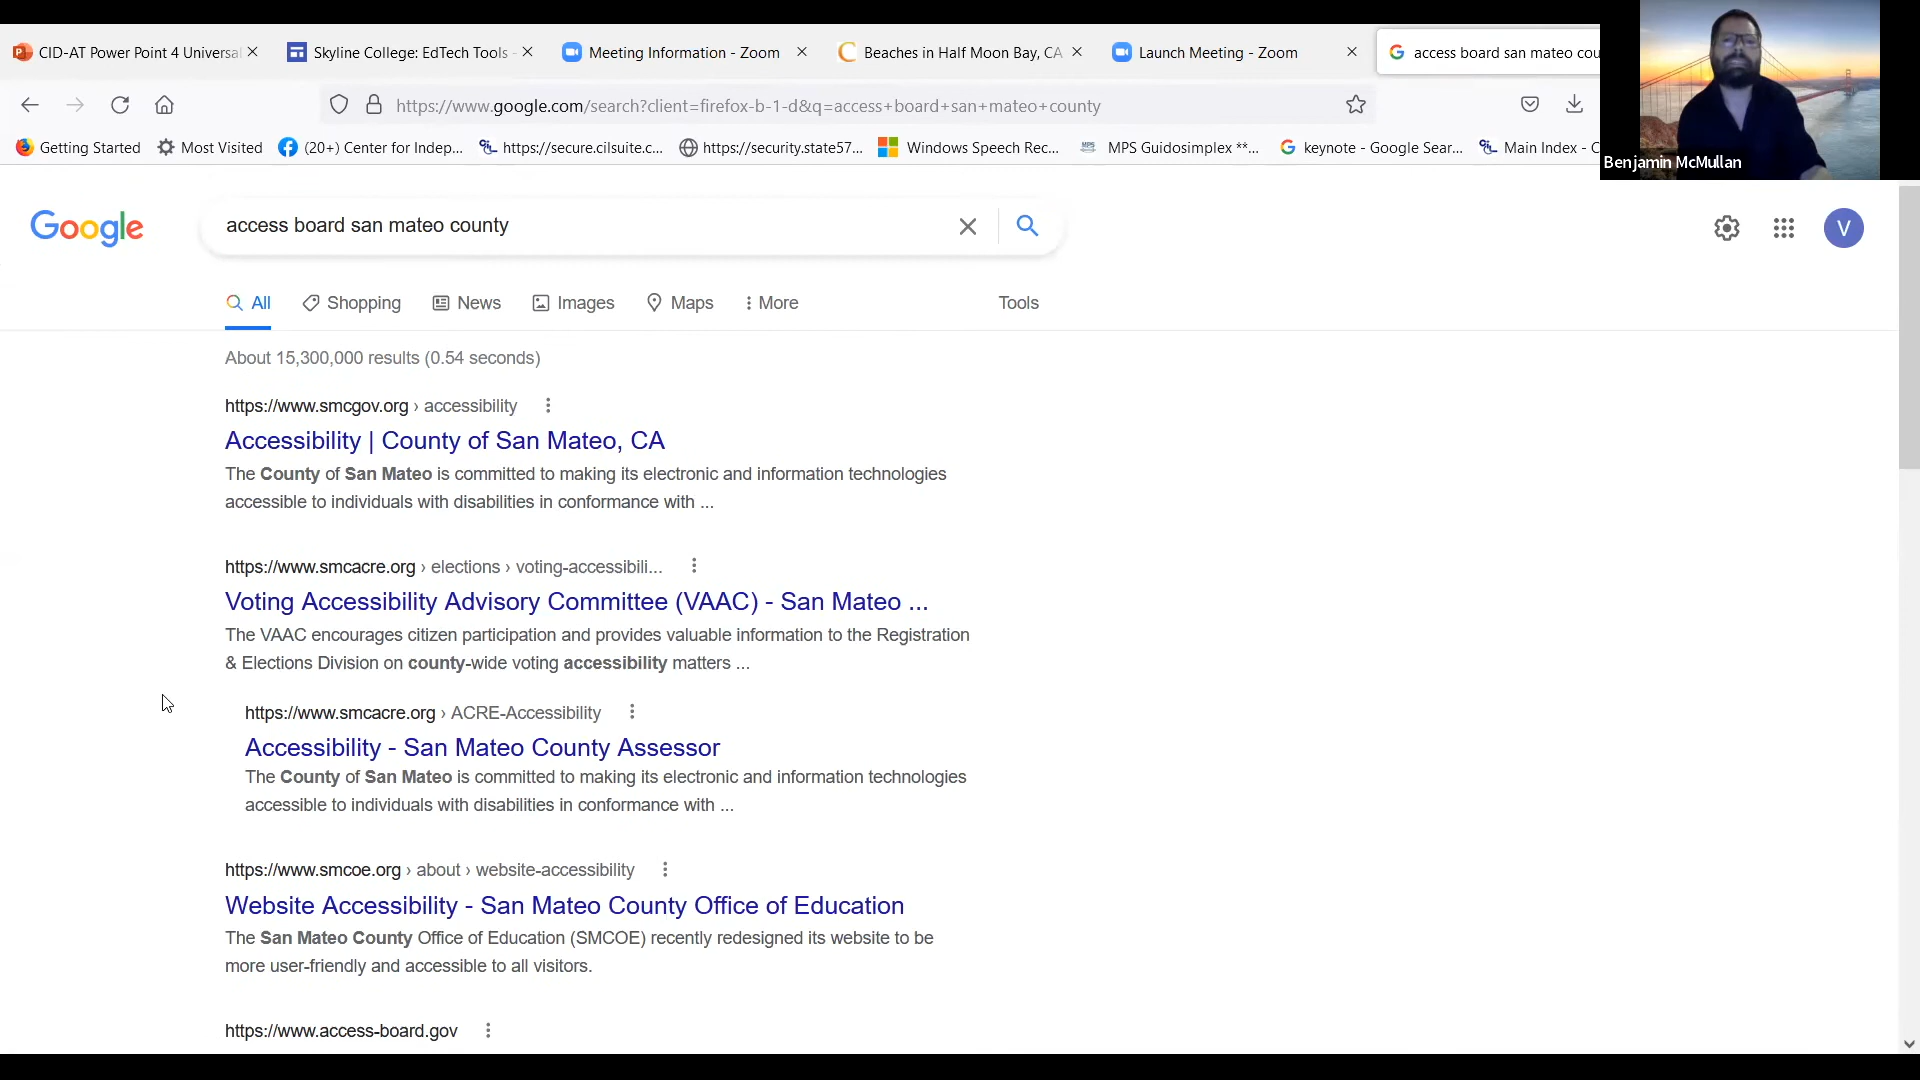 CID-AT Power Point 4 Universal
Skyline College: EdTech Tools -
Meeting Information - Zoom
Beaches in Half Moon Bay, CA
Launch Meeting - Zoom
access board san mateo cou
https://www.google.com/search?client=firefox-b-1-d&q=access+board+san+mateo+county
Getting Started
Most Visited
(20+) Center for Indep...
https://secure.cilsuite.c...
https://security.state57...
Windows Speech Rec...
MPS Guidosimplex **...
keynote - Google Sear...
Main Index - C
Benjamin McMullan
Google
access board san mateo county
V
All
Shopping
News
Images
Maps
More
Tools
About 15,300,000 results (0.54 seconds)
https://www.smcgov.org › accessibility
Accessibility | County of San Mateo, CA
The County of San Mateo is committed to making its electronic and information technologies
accessible to individuals with disabilities in conformance with ...
https://www.smcacre.org › elections › voting-accessibili...
Voting Accessibility Advisory Committee (VAAC) - San Mateo ...
The VAAC encourages citizen participation and provides valuable information to the Registration
& Elections Division on county-wide voting accessibility matters ...
https://www.smcacre.org › ACRE-Accessibility
Accessibility - San Mateo County Assessor
The County of San Mateo is committed to making its electronic and information technologies
accessible to individuals with disabilities in conformance with ...
https://www.smcoe.org › about › website-accessibility
Website Accessibility - San Mateo County Office of Education
The San Mateo County Office of Education (SMCOE) recently redesigned its website to be
more user-friendly and accessible to all visitors.
https://www.access-board.gov